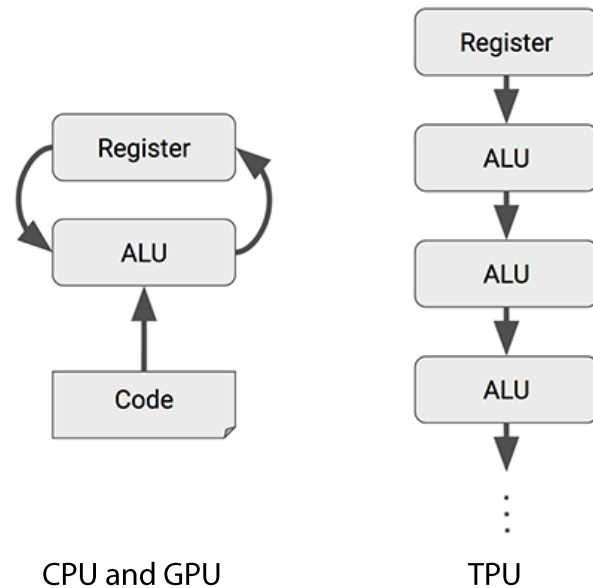 Register
ALU
Code
CPU and GPU
Register
ALU
ALU
ALU
TPU